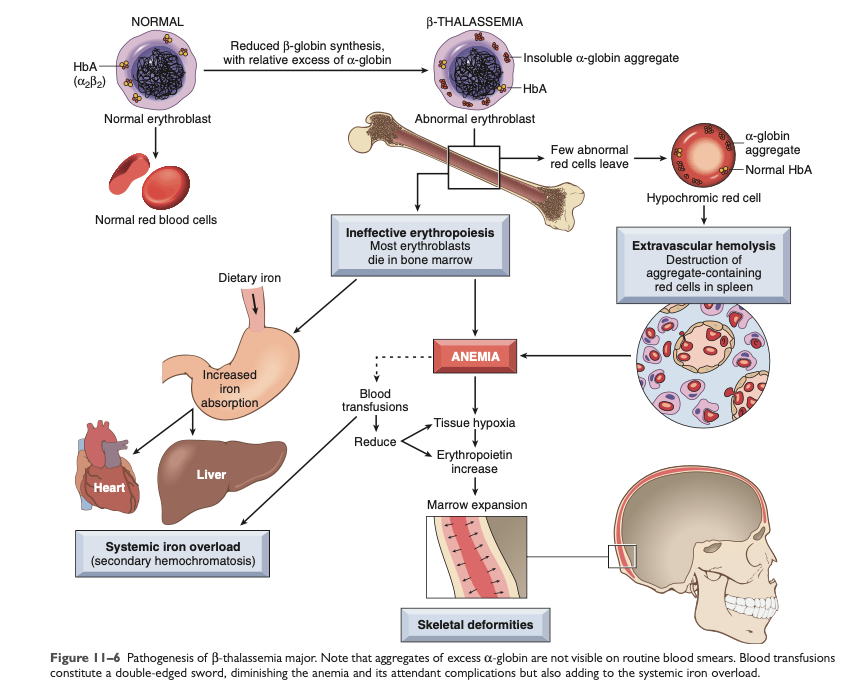 NORMAL
β-THALASSEMIA
HbA
(α₂β₂)
Reduced β-globin synthesis,
with relative excess of α-globin
Insoluble α-globin aggregate
HbA
Normal erythroblast
Abnormal erythroblast
Few abnormal
red cells leave
α-globin
aggregate
Normal HbA
Normal red blood cells
Hypochromic red cell
Ineffective erythropoiesis
Most erythroblasts
die in bone marrow
Extravascular hemolysis
Destruction of
aggregate-containing
red cells in spleen
Dietary iron
ANEMIA
Increased
iron
absorption
Blood
transfusions
Tissue hypoxia
Reduce
Erythropoietin
increase
Heart
Liver
Marrow expansion
Systemic iron overload
(secondary hemochromatosis)
Skeletal deformities
Figure 11–6 Pathogenesis of β-thalassemia major. Note that aggregates of excess α-globin are not visible on routine blood smears. Blood transfusions
constitute a double-edged sword, diminishing the anemia and its attendant complications but also adding to the systemic iron overload.